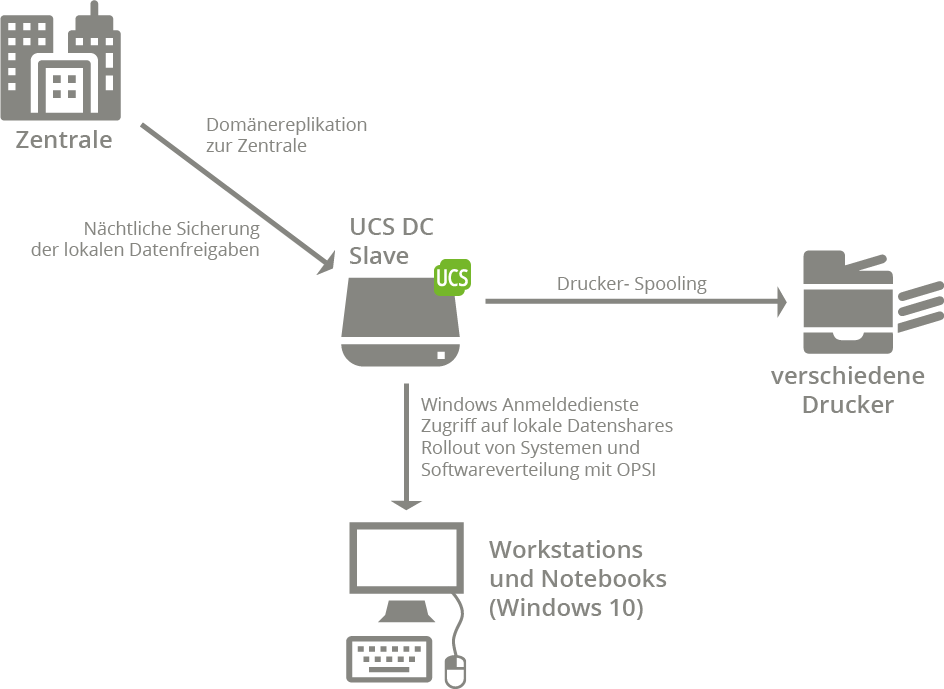 Zentrale
Domänereplikation
zur Zentrale
Nächtliche Sicherung
der lokalen Datenfreigaben
UCS DC
Slave
UCS
Drucker- Spooling
verschiedene
Drucker
Windows Anmeldedienste
Zugriff auf lokale Datenshares
Rollout von Systemen und
Softwareverteilung mit OPSI
Workstations
und Notebooks
(Windows 10)